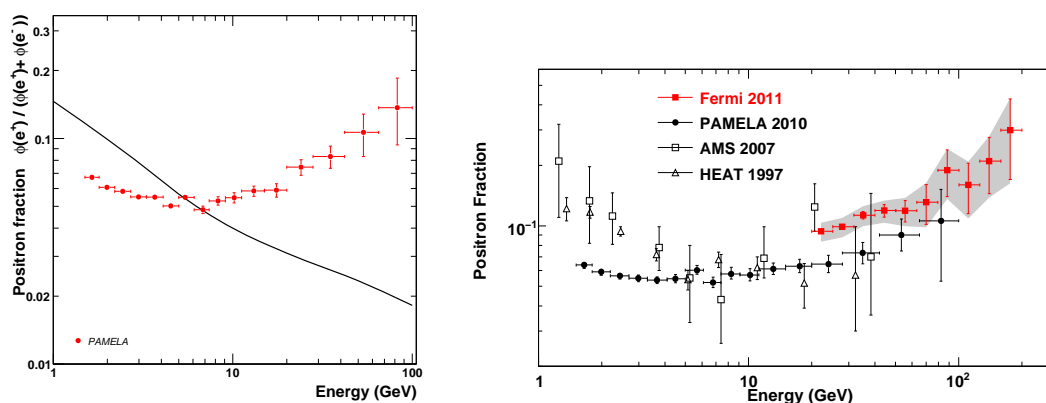 Positron fraction φ(e⁺) / (φ(e⁺)+ φ(e⁻))
0.3
0.2
0.1
0.02
0.01
1
10
100
PAMELA
Energy (GeV)
Positron Fraction
10⁻¹
Fermi 2011
PAMELA 2010
AMS 2007
HEAT 1997
1
10
10²
Energy (GeV)